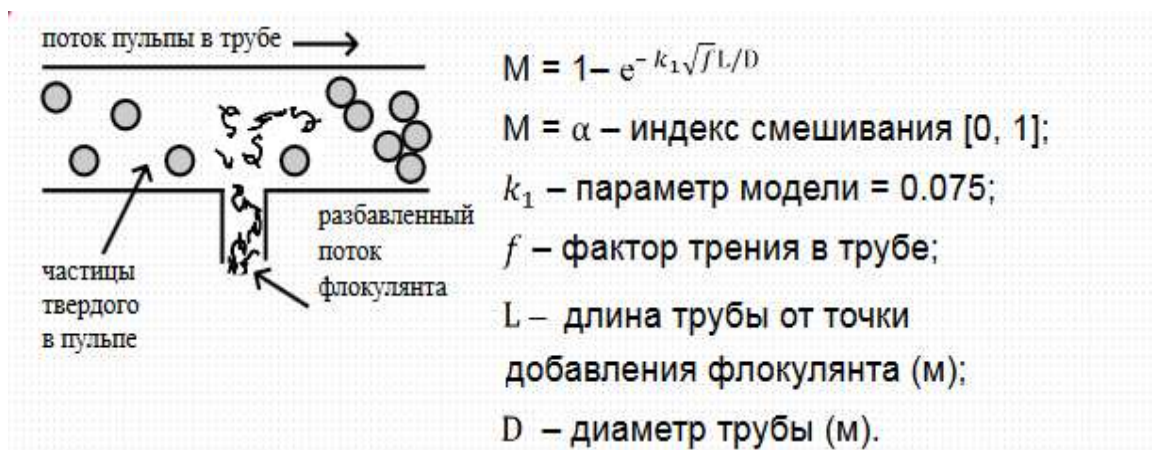 поток пульпы в трубе
разбавленный
поток
флокулянта
частицы
твердого
в пульпе
M = 1– e^{- k₁√f L/D}
M = α – индекс смешивания [0, 1];
k₁ – параметр модели = 0.075;
f – фактор трения в трубе;
L – длина трубы от точки
добавления флокулянта (м);
D – диаметр трубы (м).